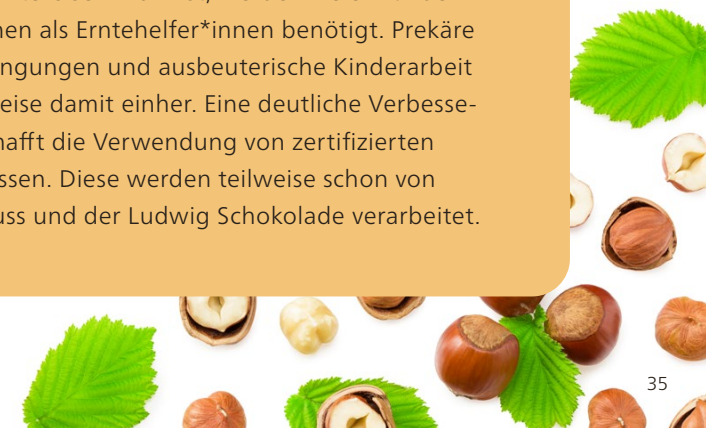 nen als Erntehelfer*innen benötigt. Prekäre
ngungen und ausbeuterische Kinderarbeit
eise damit einher. Eine deutliche Verbesse-
hafft die Verwendung von zertifizierten
ssen. Diese werden teilweise schon von
uss und der Ludwig Schokolade verarbeitet.
35